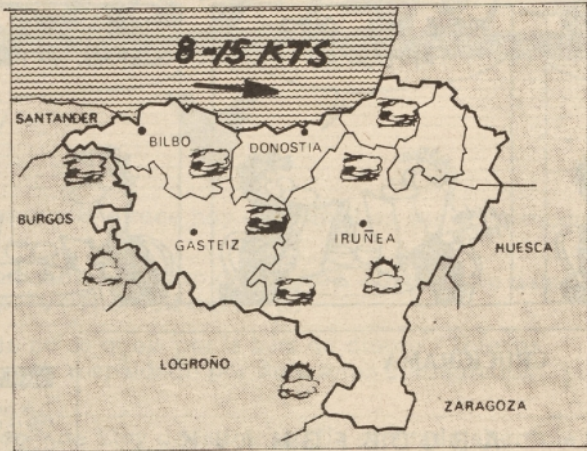 8-15 KTS
SANTANDER
BILBO
DONOSTIA
BURGOS
GASTEIZ
IRUÑEA
HUESCA
LOGROÑO
ZARAGOZA